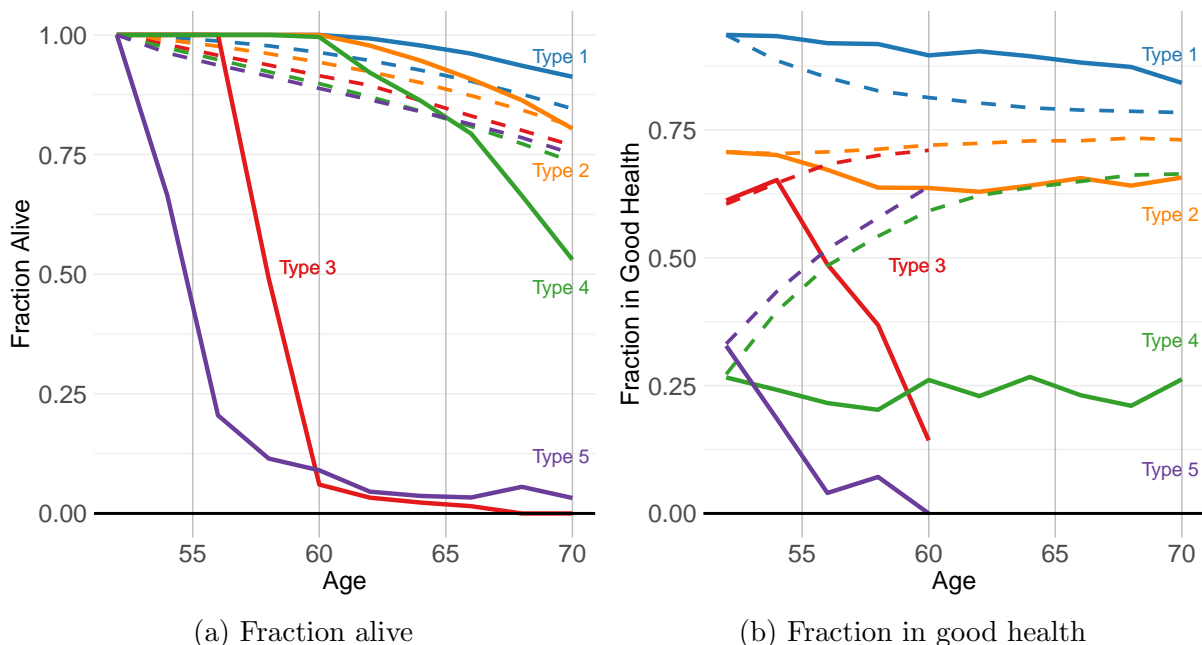 Fraction Alive
1.00
0.75
0.50
0.25
0.00
Type 1
Type 2
Type 3
Type 4
Type 5
55
60
65
70
Age
(a) Fraction alive
Fraction in Good Health
0.75
0.50
0.25
0.00
Type 1
Type 2
Type 3
Type 4
Type 5
55
60
65
70
Age
(b) Fraction in good health